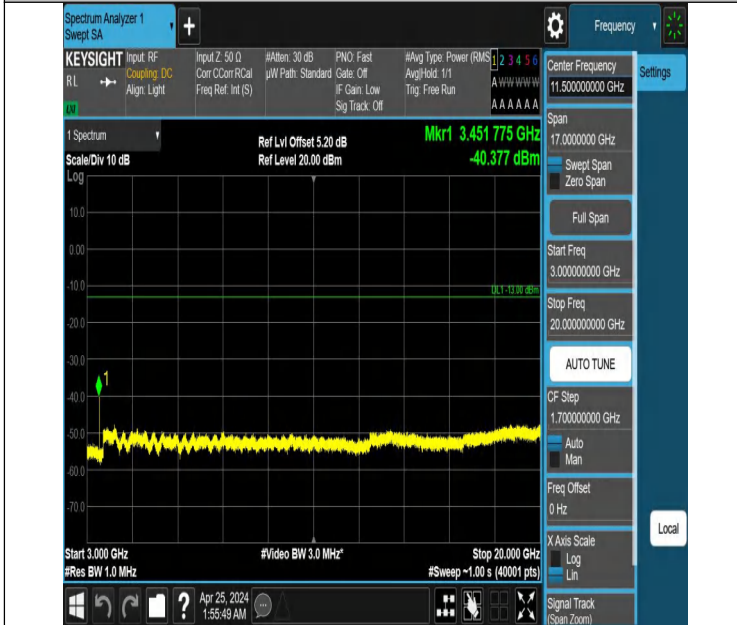 Spectrum Analyzer 1
Swept SA
+
Frequency
KEYSIGHT
RL
Input: RF
Coupling: DC
Align: Light
Input Z: 50 Ω
Corr CCorr RCal
Freq Ref: Int (S)
#Atten: 30 dB
µW Path: Standard
PNO: Fast
Gate: Off
IF Gain: Low
Sig Track: Off
#Avg Type: Power (RMS
Avg|Hold: 1/1
Trig: Free Run
1 2 3 4 5 6
A W W W W W
A A A A A A
Center Frequency
11.500000000 GHz
Settings
1 Spectrum
Scale/Div 10 dB
Log
Ref Lvl Offset 5.20 dB
Ref Level 20.00 dBm
Mkr1 3.451 775 GHz
-40.377 dBm
10.0
0.00
-10.0
-20.0
-30.0
-40.0
-50.0
-60.0
-70.0
DL1 -13.00 dBm
1
Start 3.000 GHz
#Res BW 1.0 MHz
#Video BW 3.0 MHz*
Stop 20.000 GHz
#Sweep ~1.00 s (40001 pts)
Span
17.0000000 GHz
Swept Span
Zero Span
Full Span
Start Freq
3.000000000 GHz
Stop Freq
20.000000000 GHz
AUTO TUNE
CF Step
1.700000000 GHz
Auto
Man
Freq Offset
0 Hz
X Axis Scale
Log
Lin
Signal Track
(Span Zoom)
Local
?
Apr 25, 2024
1:55:49 AM